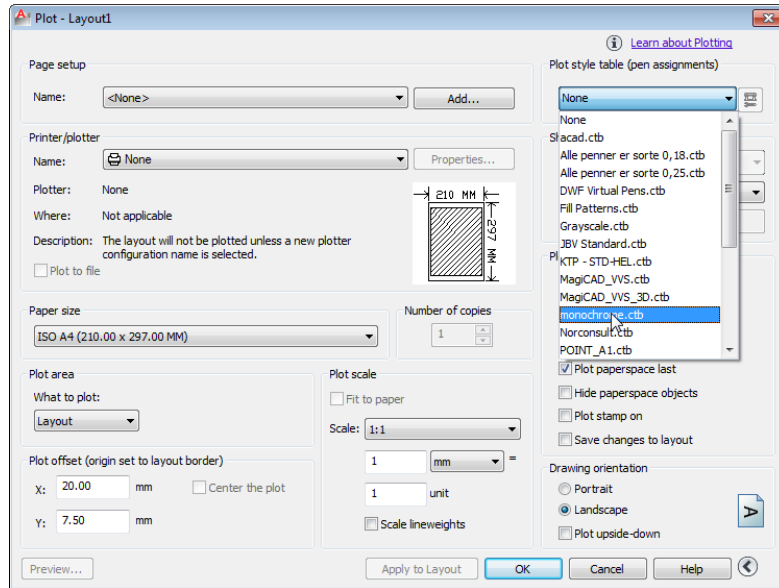 Plot - Layout1
Learn about Plotting
Page setup
Name: <None> Add...
Plot style table (pen assignments)
None
None
acad.ctb
Alle penner er sorte 0,18.ctb
Alle penner er sorte 0,25.ctb
DWF Virtual Pens.ctb
Fill Patterns.ctb
Grayscale.ctb
JBV Standard.ctb
KTP - STD-HEL.ctb
MagiCAD_VVS.ctb
MagiCAD_VVS_3D.ctb
monochrome.ctb
Norconsult.ctb
POINT_A1.ctb
Printer/plotter
Name: None Properties...
Plotter: None
Where: Not applicable
Description: The layout will not be plotted unless a new plotter
configuration name is selected.
Plot to file
210 MM
297 MM
Paper size
ISO A4 (210.00 x 297.00 MM)
Number of copies
1
Plot area
What to plot:
Layout
Plot scale
Fit to paper
Scale: 1:1
1 mm =
1 unit
Scale lineweights
Plot offset (origin set to layout border)
X: 20.00 mm Center the plot
Y: 7.50 mm
Plot paperspace last
Hide paperspace objects
Plot stamp on
Save changes to layout
Drawing orientation
Portrait
Landscape
Plot upside-down
A
Preview... Apply to Layout OK Cancel Help